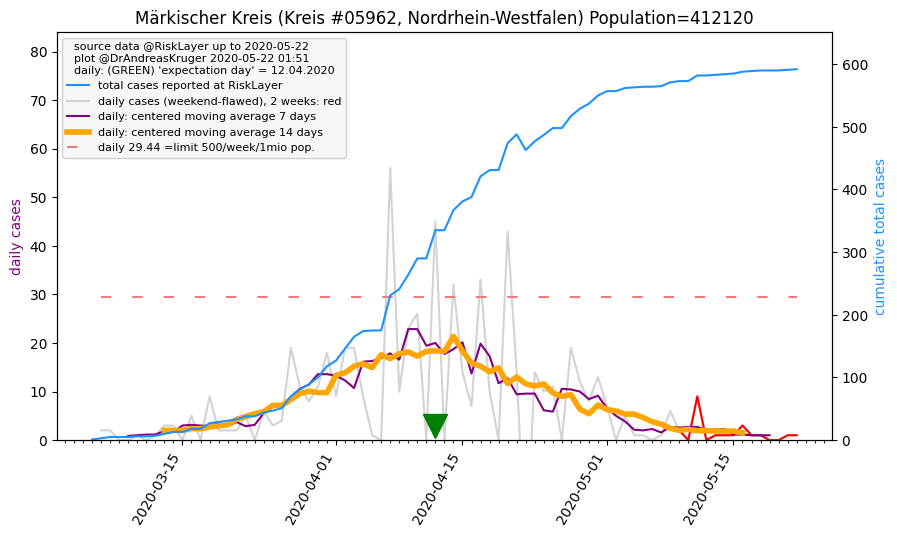 Märkischer Kreis (Kreis #05962, Nordrhein-Westfalen) Population=412120
source data @RiskLayer up to 2020-05-22
plot @DrAndreasKruger 2020-05-22 01:51
daily: (GREEN) 'expectation day' = 12.04.2020
total cases reported at RiskLayer
daily cases (weekend-flawed), 2 weeks: red
daily: centered moving average 7 days
daily: centered moving average 14 days
daily 29.44 =limit 500/week/1mio pop.
daily cases
80
70
60
50
40
30
20
10
0
cumulative total cases
600
500
400
300
200
100
0
2020-03-15
2020-04-01
2020-04-15
2020-05-01
2020-05-15